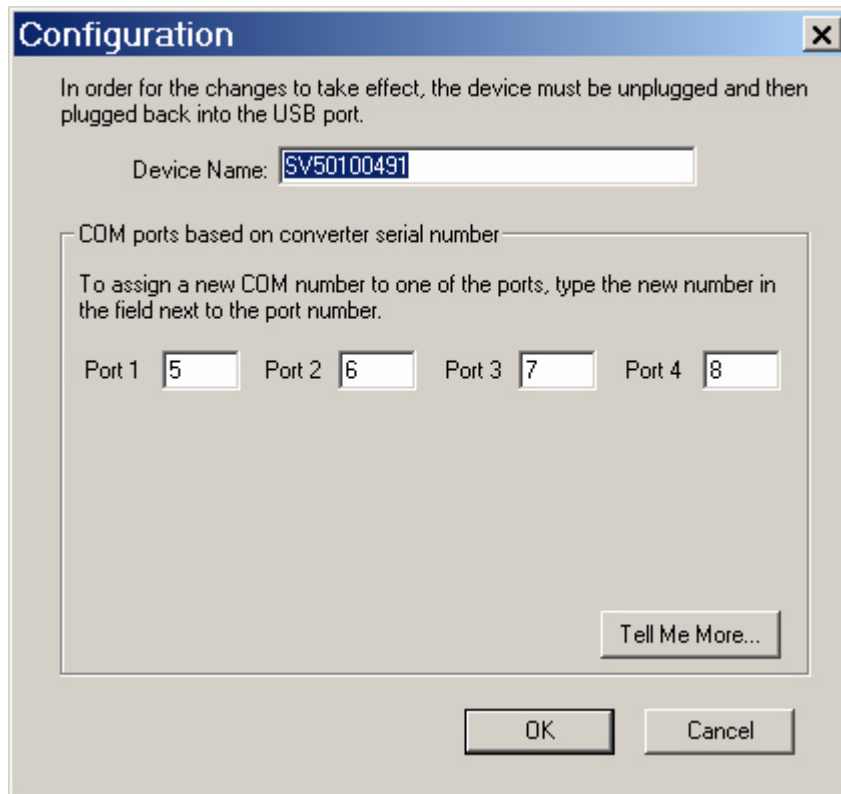 Configuration
In order for the changes to take effect, the device must be unplugged and then
plugged back into the USB port.
Device Name: SV50100491
COM ports based on converter serial number
To assign a new COM number to one of the ports, type the new number in
the field next to the port number.
Port 1 5 Port 2 6 Port 3 7 Port 4 8
Tell Me More...
OK Cancel